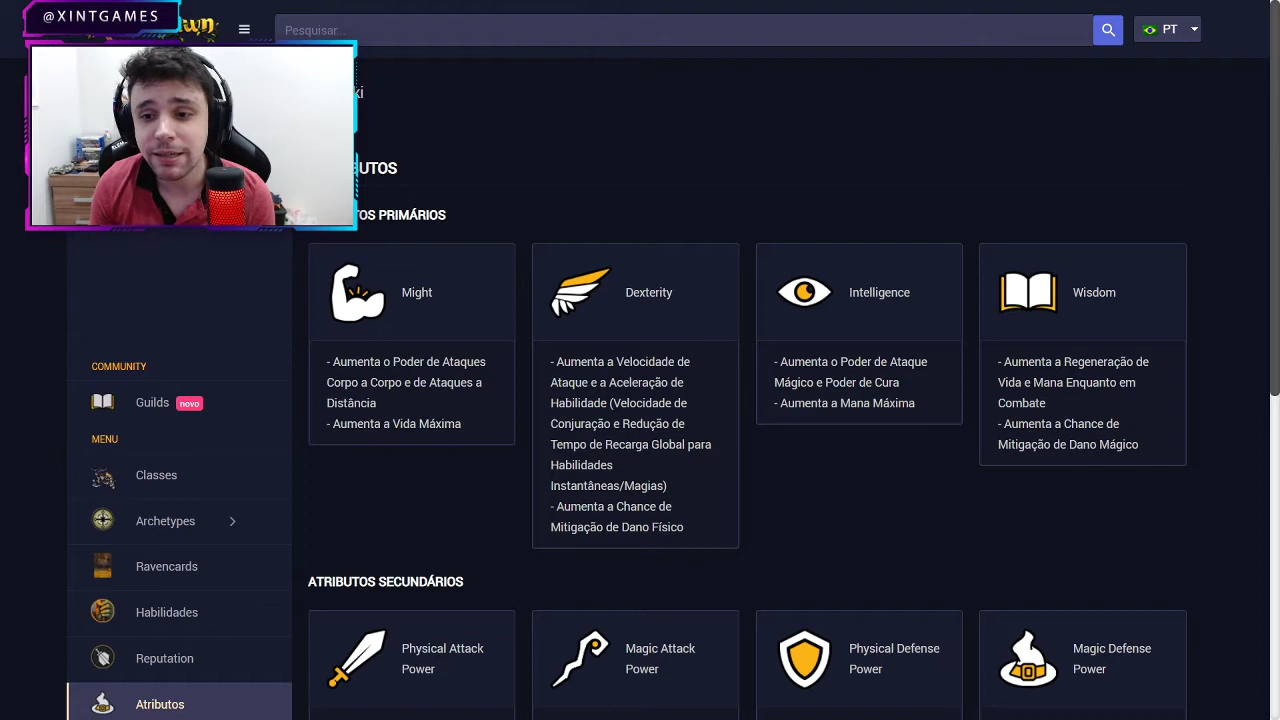 @XINTGAMES
Pesquisar...
PT
COMMUNITY
Guilds novo
MENU
Classes
Archetypes
Ravencards
Habilidades
Reputation
Atributos
Might
- Aumenta o Poder de Ataques
Corpo a Corpo e de Ataques a
Distância
- Aumenta a Vida Máxima
Dexterity
- Aumenta a Velocidade de
Ataque e a Aceleração de
Habilidade (Velocidade de
Conjuração e Redução de
Tempo de Recarga Global para
Habilidades
Instantâneas/Magias)
- Aumenta a Chance de
Mitigação de Dano Físico
Intelligence
- Aumenta o Poder de Ataque
Mágico e Poder de Cura
- Aumenta a Mana Máxima
Wisdom
- Aumenta a Regeneração de
Vida e Mana Enquanto em
Combate
- Aumenta a Chance de
Mitigação de Dano Mágico
ATRIBUTOS SECUNDÁRIOS
Physical Attack
Power
Magic Attack
Power
Physical Defense
Power
Magic Defense
Power